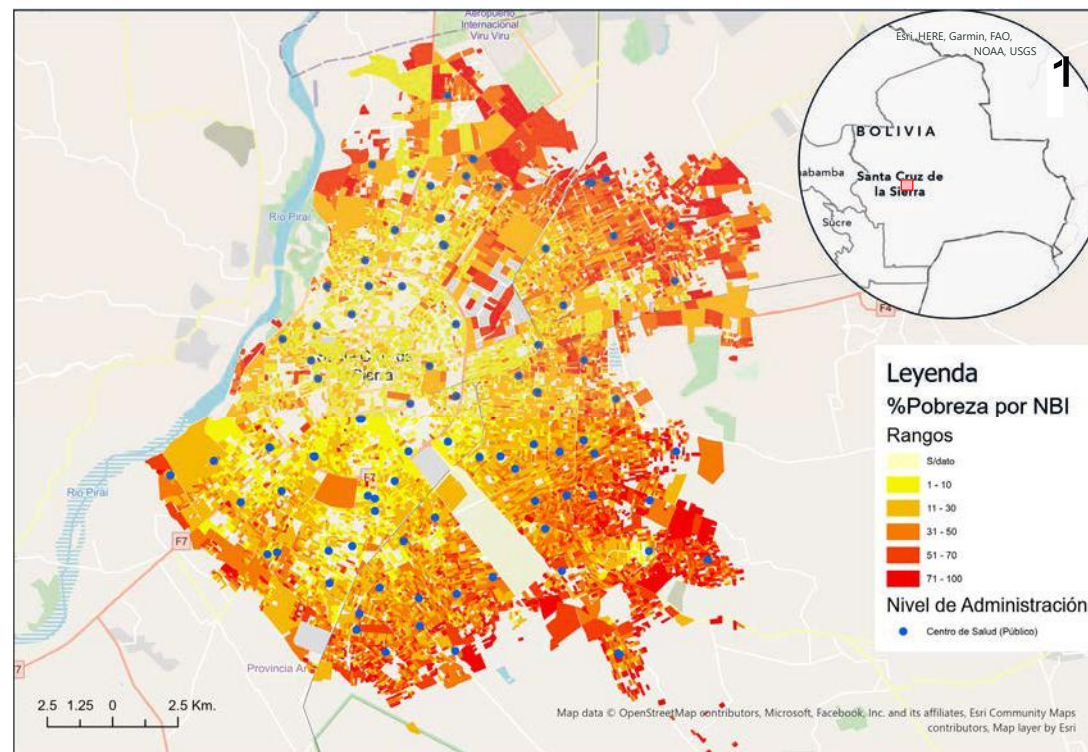 Aeropuerto
Internacional
Viru Viru
Esri, HERE, Garmin, FAO,
NOAA, USGS
1
BOLIVIA
Santa Cruz de
la Sierra
habamba
Sucre
Río Piraí
F4
Sierra
F7
Río Piraí
F7
7
Provincia An
Leyenda
%Pobreza por NBI
Rangos
S/dato
1 - 10
11 - 30
31 - 50
51 - 70
71 - 100
Nivel de Administración
Centro de Salud (Público)
2.5 1.25 0 2.5 Km.
Map data © OpenStreetMap contributors, Microsoft, Facebook, Inc. and its affiliates, Esri Community Maps
contributors, Map layer by Esri